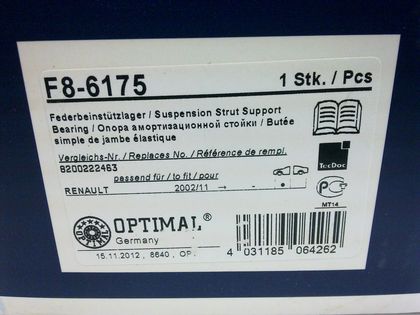 F8-6175 1 Stk. / Pcs
Federbeinstützlager / Suspension Strut Support
Bearing / Опора амортизационной стойки / Butée
simple de jambe élastique
Vergleichs-Nr. / Replaces No. / Référence de rempl.
8200222463
passend für / to fit / pour
RENAULT 2002/11 → -
TecDoc
PC
MT14
OPTIMAL®
Germany
15.11.2012 , 8640 , OP.
4 031185 064262